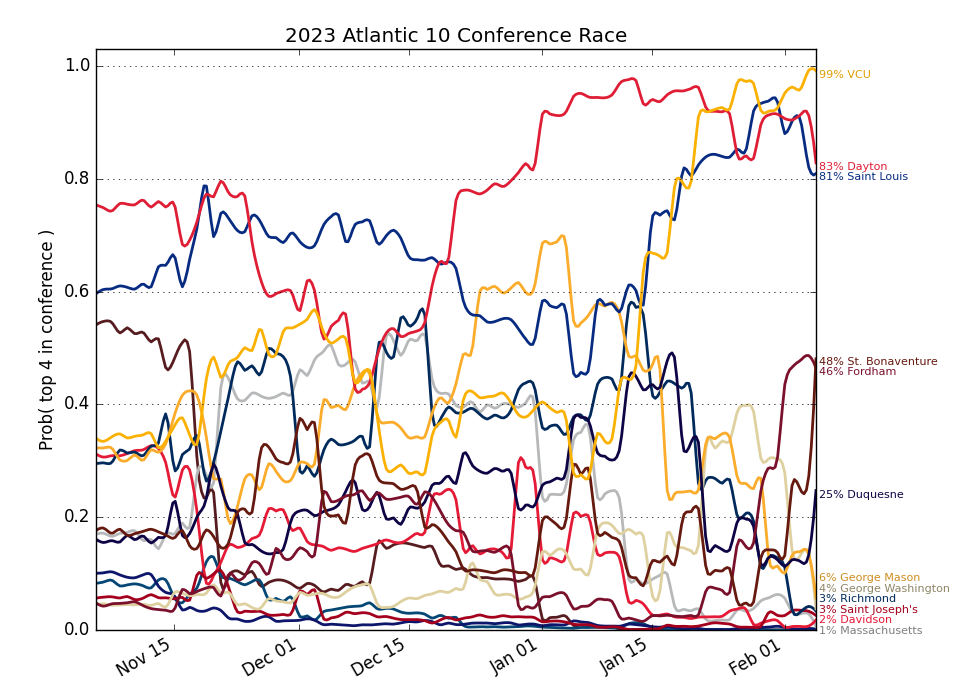 2023 Atlantic 10 Conference Race
Prob( top 4 in conference )
1.0
0.8
0.6
0.4
0.2
0.0
Nov 15
Dec 01
Dec 15
Jan 01
Jan 15
Feb 01
99% VCU
83% Dayton
81% Saint Louis
48% St. Bonaventure
46% Fordham
25% Duquesne
6% George Mason
4% George Washington
3% Richmond
3% Saint Joseph's
2% Davidson
1% Massachusetts